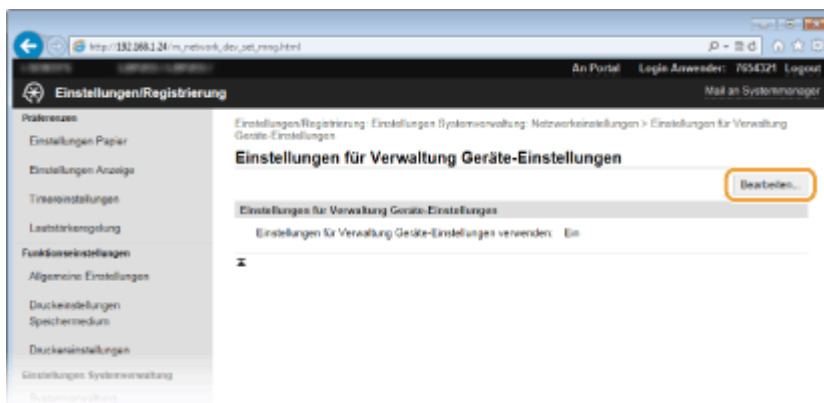 http://192.168.1.24/m_network_dev_set_mng.html
An Portal Login Anwender: 7654321 Logout
Einstellungen/Registrierung
Mail an Systemmanager
Präferenzen
Einstellungen Papier
Einstellungen Anzeige
Timereinstellungen
Lautstärkeregelung
Funktionseinstellungen
Allgemeine Einstellungen
Druckeinstellungen
Speichermedium
Druckereinstellungen
Einstellungen Systemverwaltung
Einstellungen/Registrierung: Einstellungen Systemverwaltung: Netzwerkeinstellungen > Einstellungen für Verwaltung
Geräte-Einstellungen
Einstellungen für Verwaltung Geräte-Einstellungen
Bearbeiten...
Einstellungen für Verwaltung Geräte-Einstellungen
Einstellungen für Verwaltung Geräte-Einstellungen verwenden: Ein